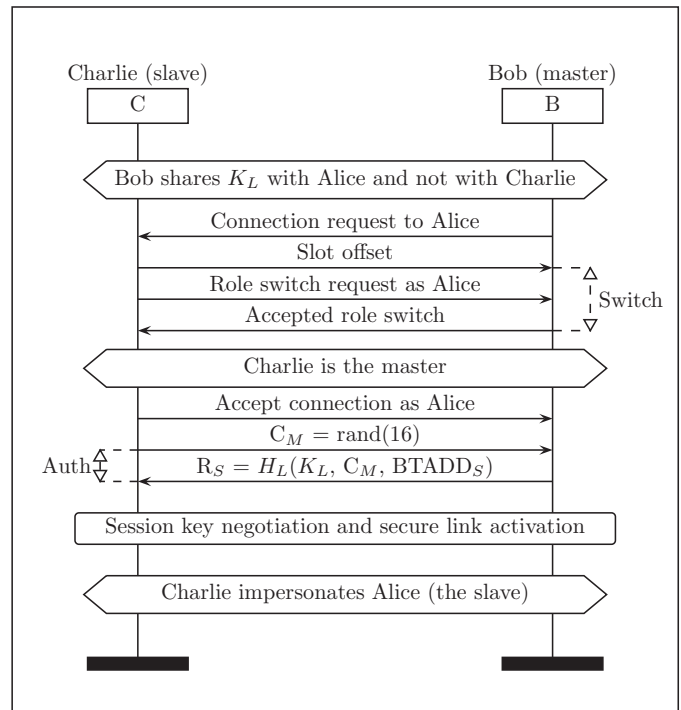 Charlie (slave)
Bob (master)
C
B
Bob shares K_L with Alice and not with Charlie
Connection request to Alice
Slot offset
Role switch request as Alice
Switch
Accepted role switch
Charlie is the master
Accept connection as Alice
C_M = rand(16)
Auth
R_S = H_L(K_L, C_M, BTADD_S)
Session key negotiation and secure link activation
Charlie impersonates Alice (the slave)